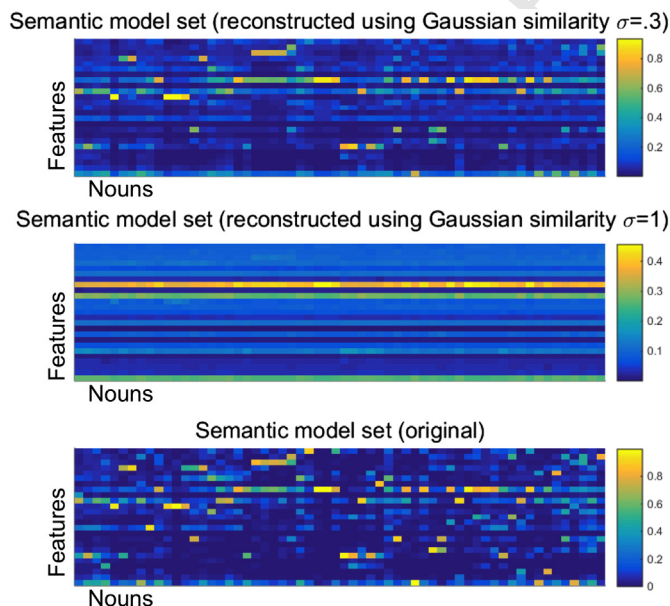 Semantic model set (reconstructed using Gaussian similarity σ=.3)
Features
0.8
0.6
0.4
0.2
Nouns
Semantic model set (reconstructed using Gaussian similarity σ=1)
Features
0.4
0.3
0.2
0.1
Nouns
Semantic model set (original)
Features
0.8
0.6
0.4
0.2
0
Nouns